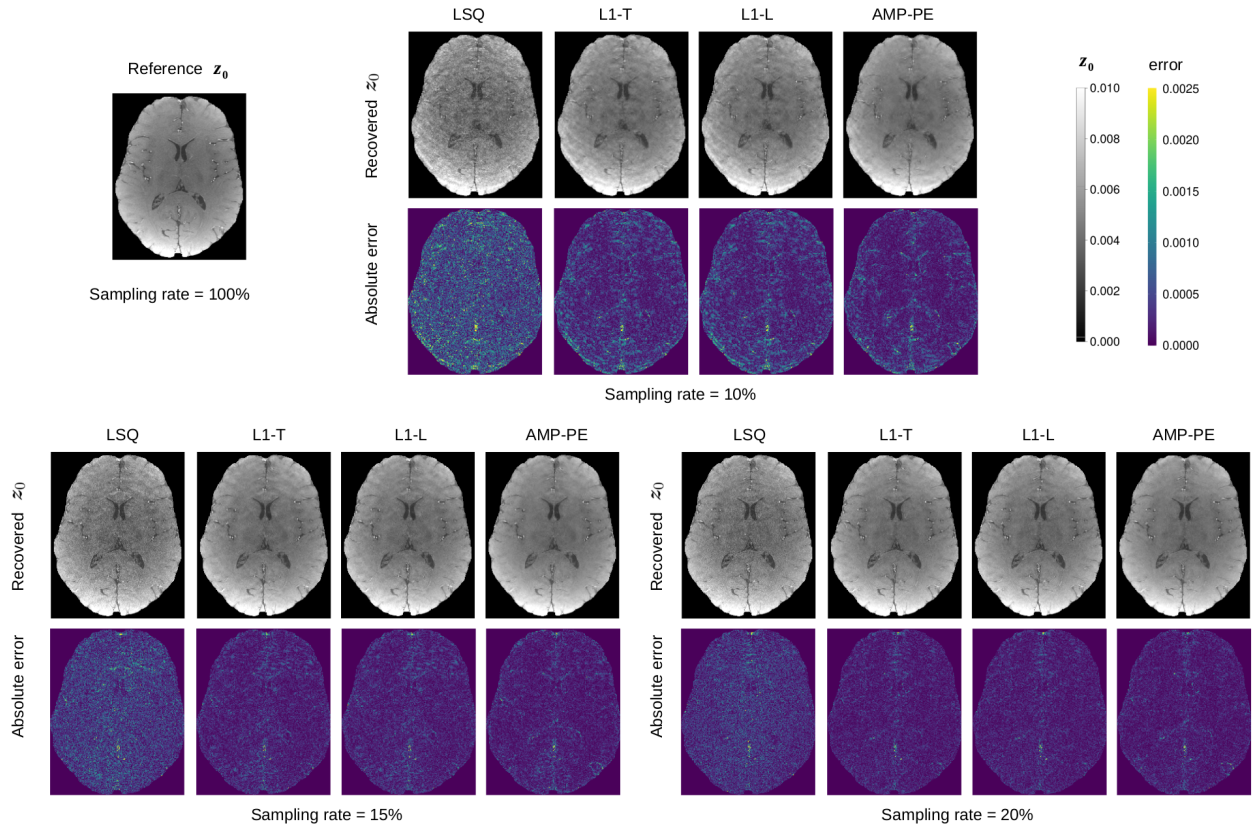 Reference z₀
Sampling rate = 100%
LSQ L1-T L1-L AMP-PE
Recovered z₀
Absolute error
Sampling rate = 10%
z₀
0.010
0.008
0.006
0.004
0.002
0.000
error
0.0025
0.0020
0.0015
0.0010
0.0005
0.0000
LSQ L1-T L1-L AMP-PE
Recovered z₀
Absolute error
Sampling rate = 15%
LSQ L1-T L1-L AMP-PE
Recovered z₀
Absolute error
Sampling rate = 20%